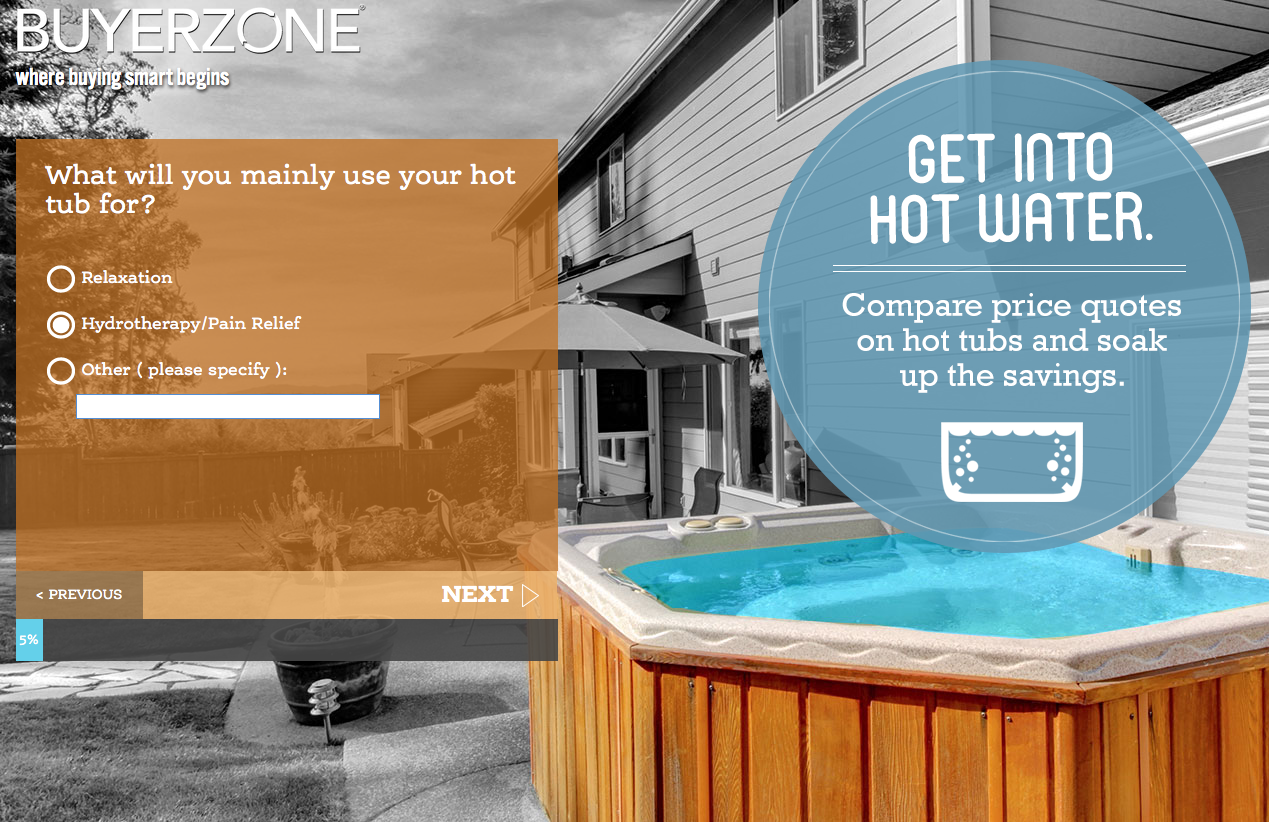 BUYERZONE®
where buying smart begins
What will you mainly use your hot
tub for?
Relaxation
Hydrotherapy/Pain Relief
Other ( please specify ):
< PREVIOUS
NEXT
5%
GET INTO
HOT WATER.
Compare price quotes
on hot tubs and soak
up the savings.